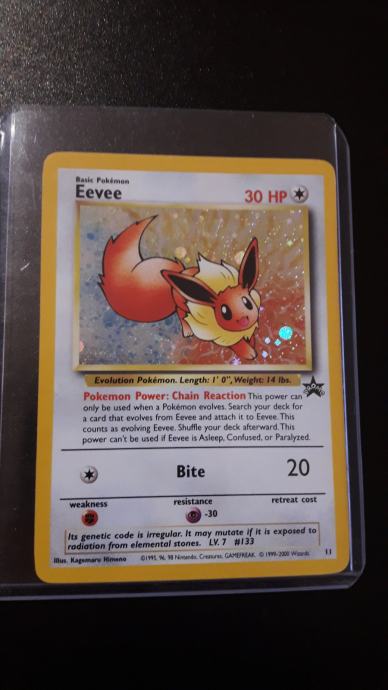 Basic Pokémon
Eevee
30 HP
Evolution Pokémon. Length: 1' 0", Weight: 14 lbs.
PROMO
Pokemon Power: Chain Reaction This power can
only be used when a Pokémon evolves. Search your deck for
a card that evolves from Eevee and attach it to Eevee. This
counts as evolving Eevee. Shuffle your deck afterward. This
power can't be used if Eevee is Asleep, Confused, or Paralyzed.
Bite
20
weakness
resistance
retreat cost
-30
Its genetic code is irregular. It may mutate if it is exposed to
radiation from elemental stones. LV. 7 #133
Illus. Kagemaru Himeno
©1995, 96, 98 Nintendo, Creatures, GAMEFREAK. © 1999-2000 Wizards.
11